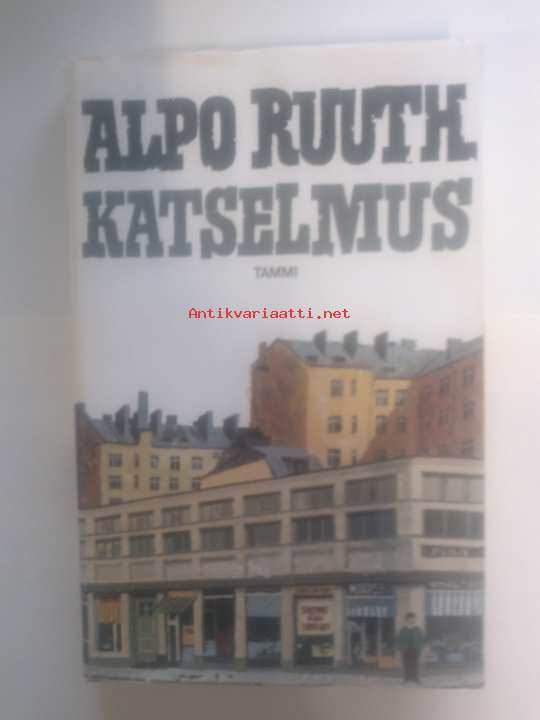 ALPO RUUTH
KATSELMUS
TAMMI
Antikvariaatti.net